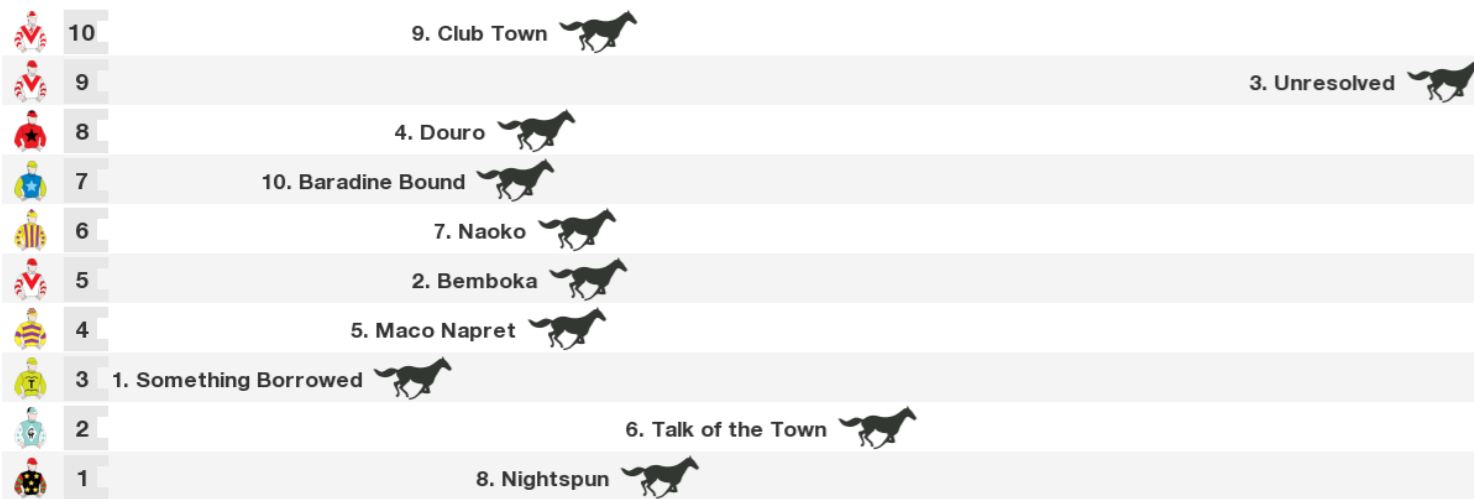 10 9. Club Town
9 3. Unresolved
8 4. Douro
7 10. Baradine Bound
6 7. Naoko
5 2. Bemboka
4 5. Maco Napret
3 1. Something Borrowed
T
2 6. Talk of the Town
1 8. Nightspun